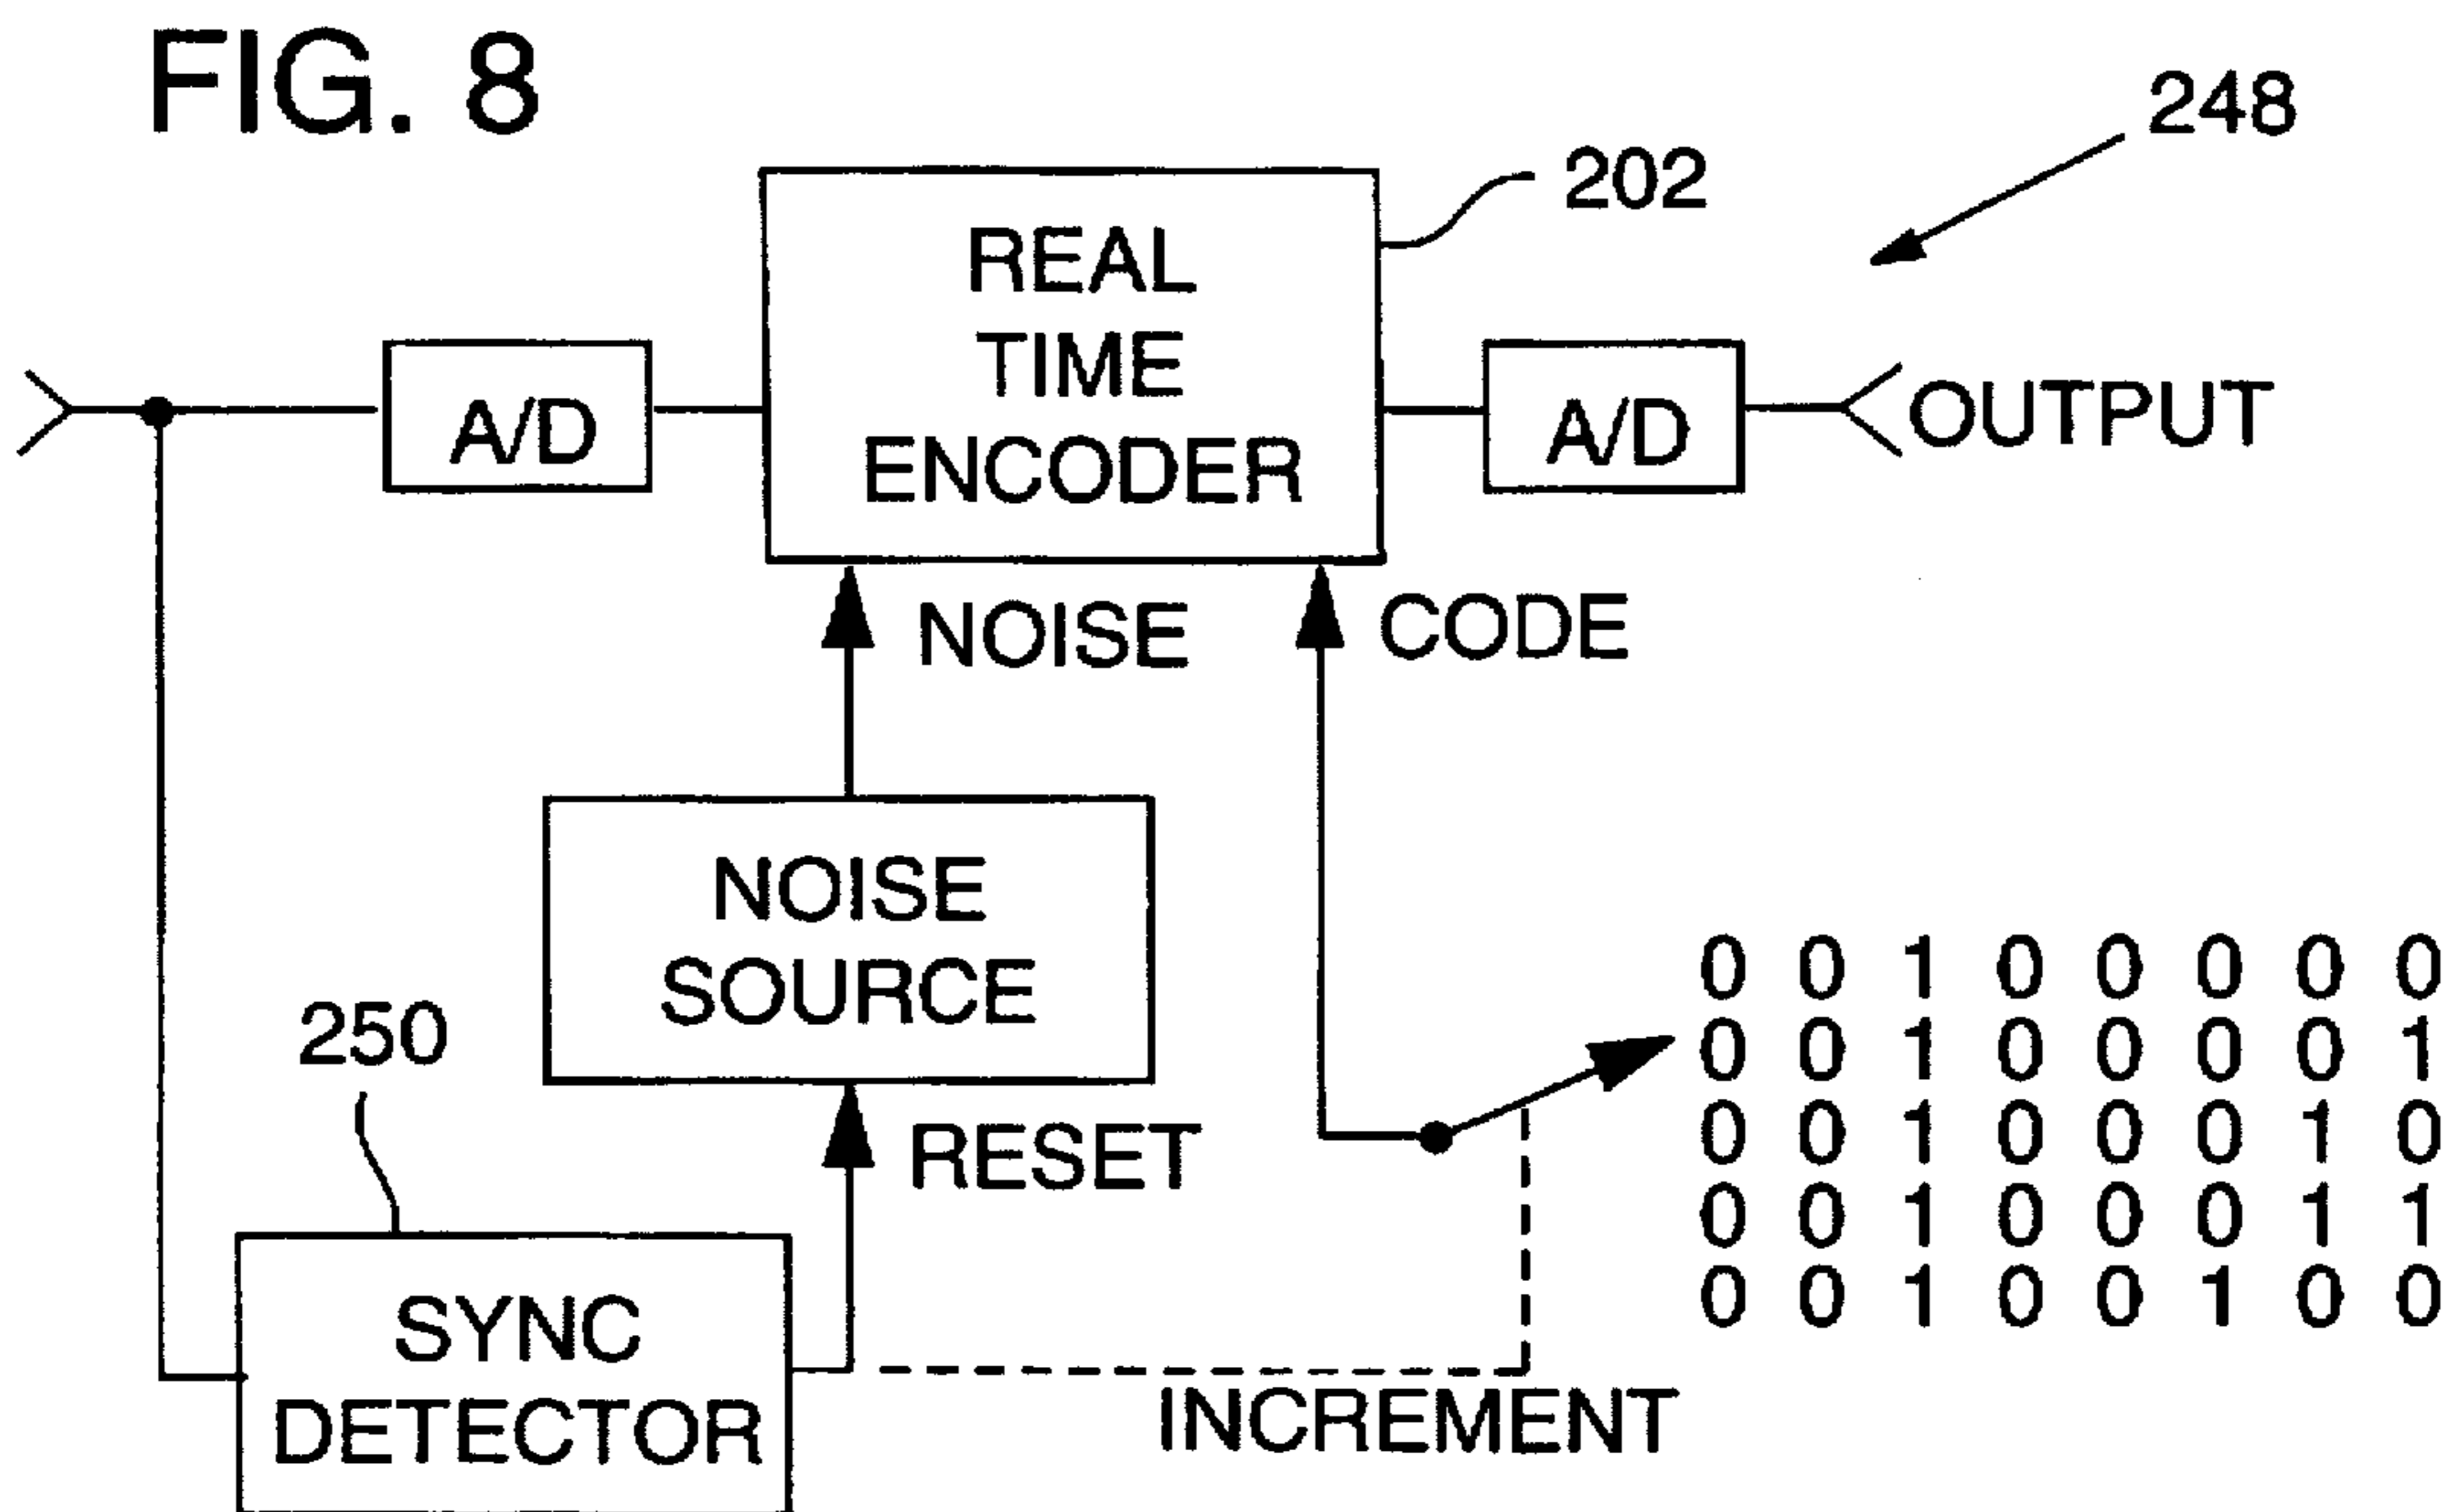 FIG. 8
248
202
REAL
TIME
ENCODER
A/D
A/D
OUTPUT
NOISE
CODE
NOISE
SOURCE
250
RESET
0 0 1 0 0 0 0 0
0 0 1 0 0 0 0 1
0 0 1 0 0 0 1 0
0 0 1 0 0 0 1 1
0 0 1 0 0 1 0 0
SYNC
DETECTOR
INCREMENT